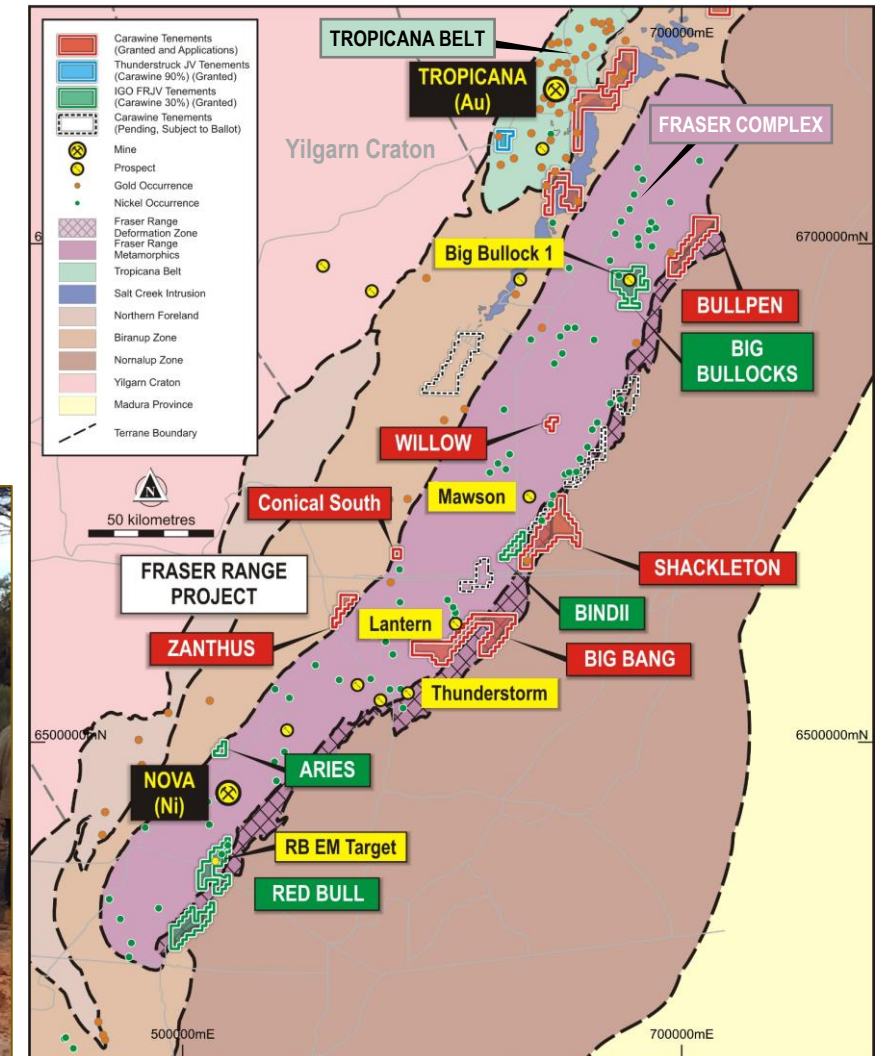 Carawine Tenements
(Granted and Applications)
Thunderstruck JV Tenements
(Carawine 90%) (Granted)
IGO FRJV Tenements
(Carawine 30%) (Granted)
Carawine Tenements
(Pending, Subject to Ballot)
Mine
Prospect
Gold Occurrence
Nickel Occurrence
Fraser Range
Deformation Zone
Fraser Range
Metamorphics
Tropicana Belt
Salt Creek Intrusion
Northern Foreland
Biranup Zone
Nornalup Zone
Yilgarn Craton
Madura Province
Terrane Boundary
N
50 kilometres
700000mE
TROPICANA BELT
TROPICANA
(Au)
FRASER COMPLEX
Yilgarn Craton
6
6700000mN
Big Bullock 1
BULLPEN
BIG
BULLOCKS
WILLOW
Mawson
Conical South
SHACKLETON
FRASER RANGE
PROJECT
BINDII
Lantern
ZANTHUS
BIG BANG
Thunderstorm
6500000mN
6500000mN
ARIES
NOVA
(Ni)
RB EM Target
RED BULL
500000mE
700000mE